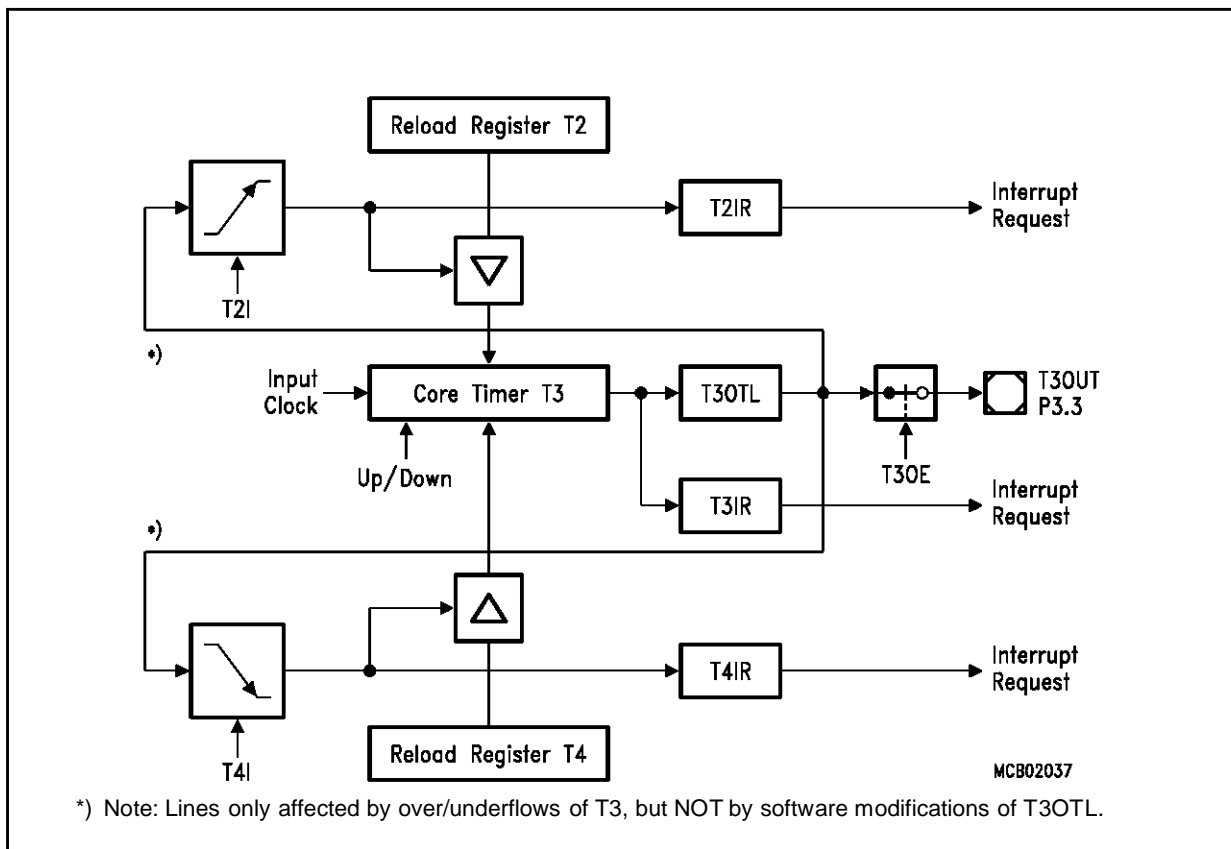 Reload Register T2
T2IR
Interrupt
Request
T2I
*)
Input
Clock
Core Timer T3
T3OTL
T3OUT
P3.3
Up/Down
T3OE
T3IR
Interrupt
Request
*)
T4IR
Interrupt
Request
T4I
Reload Register T4
MCB02037
*) Note: Lines only affected by over/underflows of T3, but NOT by software modifications of T3OTL.